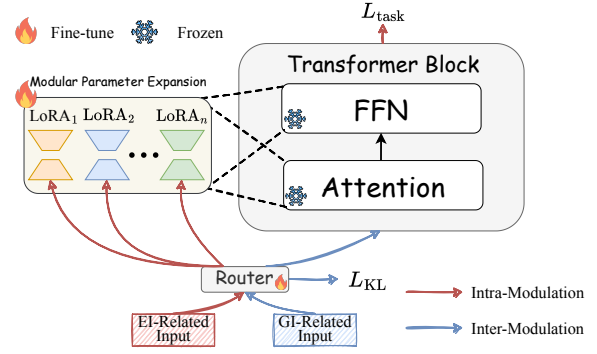 L_task
Fine-tune
Frozen
Transformer Block
Modular Parameter Expansion
FFN
LoRA_1
LoRA_2
LoRA_n
Attention
Router
L_KL
EI-Related
Input
GI-Related
Input
Intra-Modulation
Inter-Modulation